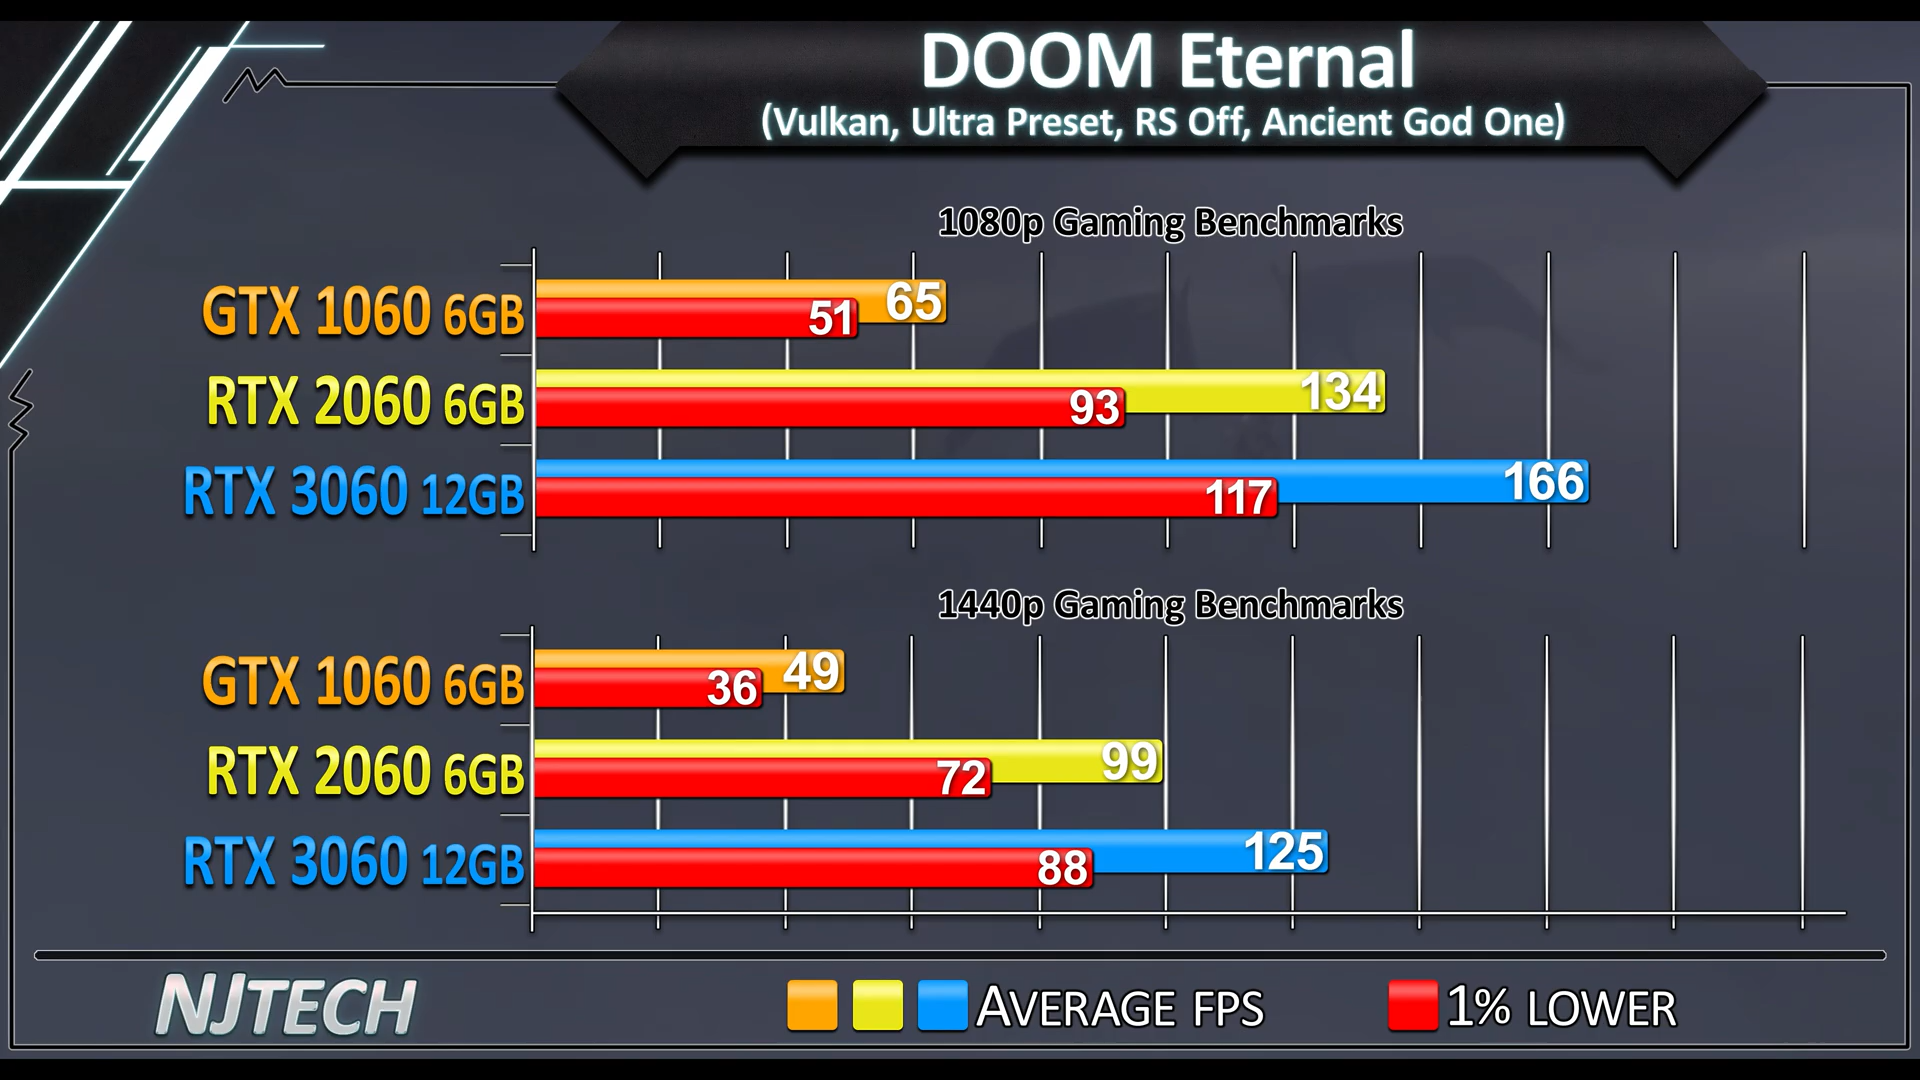 DOOM Eternal
(Vulkan, Ultra Preset, RS Off, Ancient God One)
1080p Gaming Benchmarks
GTX 1060 6GB 51 65
RTX 2060 6GB 93 134
RTX 3060 12GB 117 166
1440p Gaming Benchmarks
GTX 1060 6GB 36 49
RTX 2060 6GB 72 99
RTX 3060 12GB 88 125
NJTECH AVERAGE FPS 1% LOWER